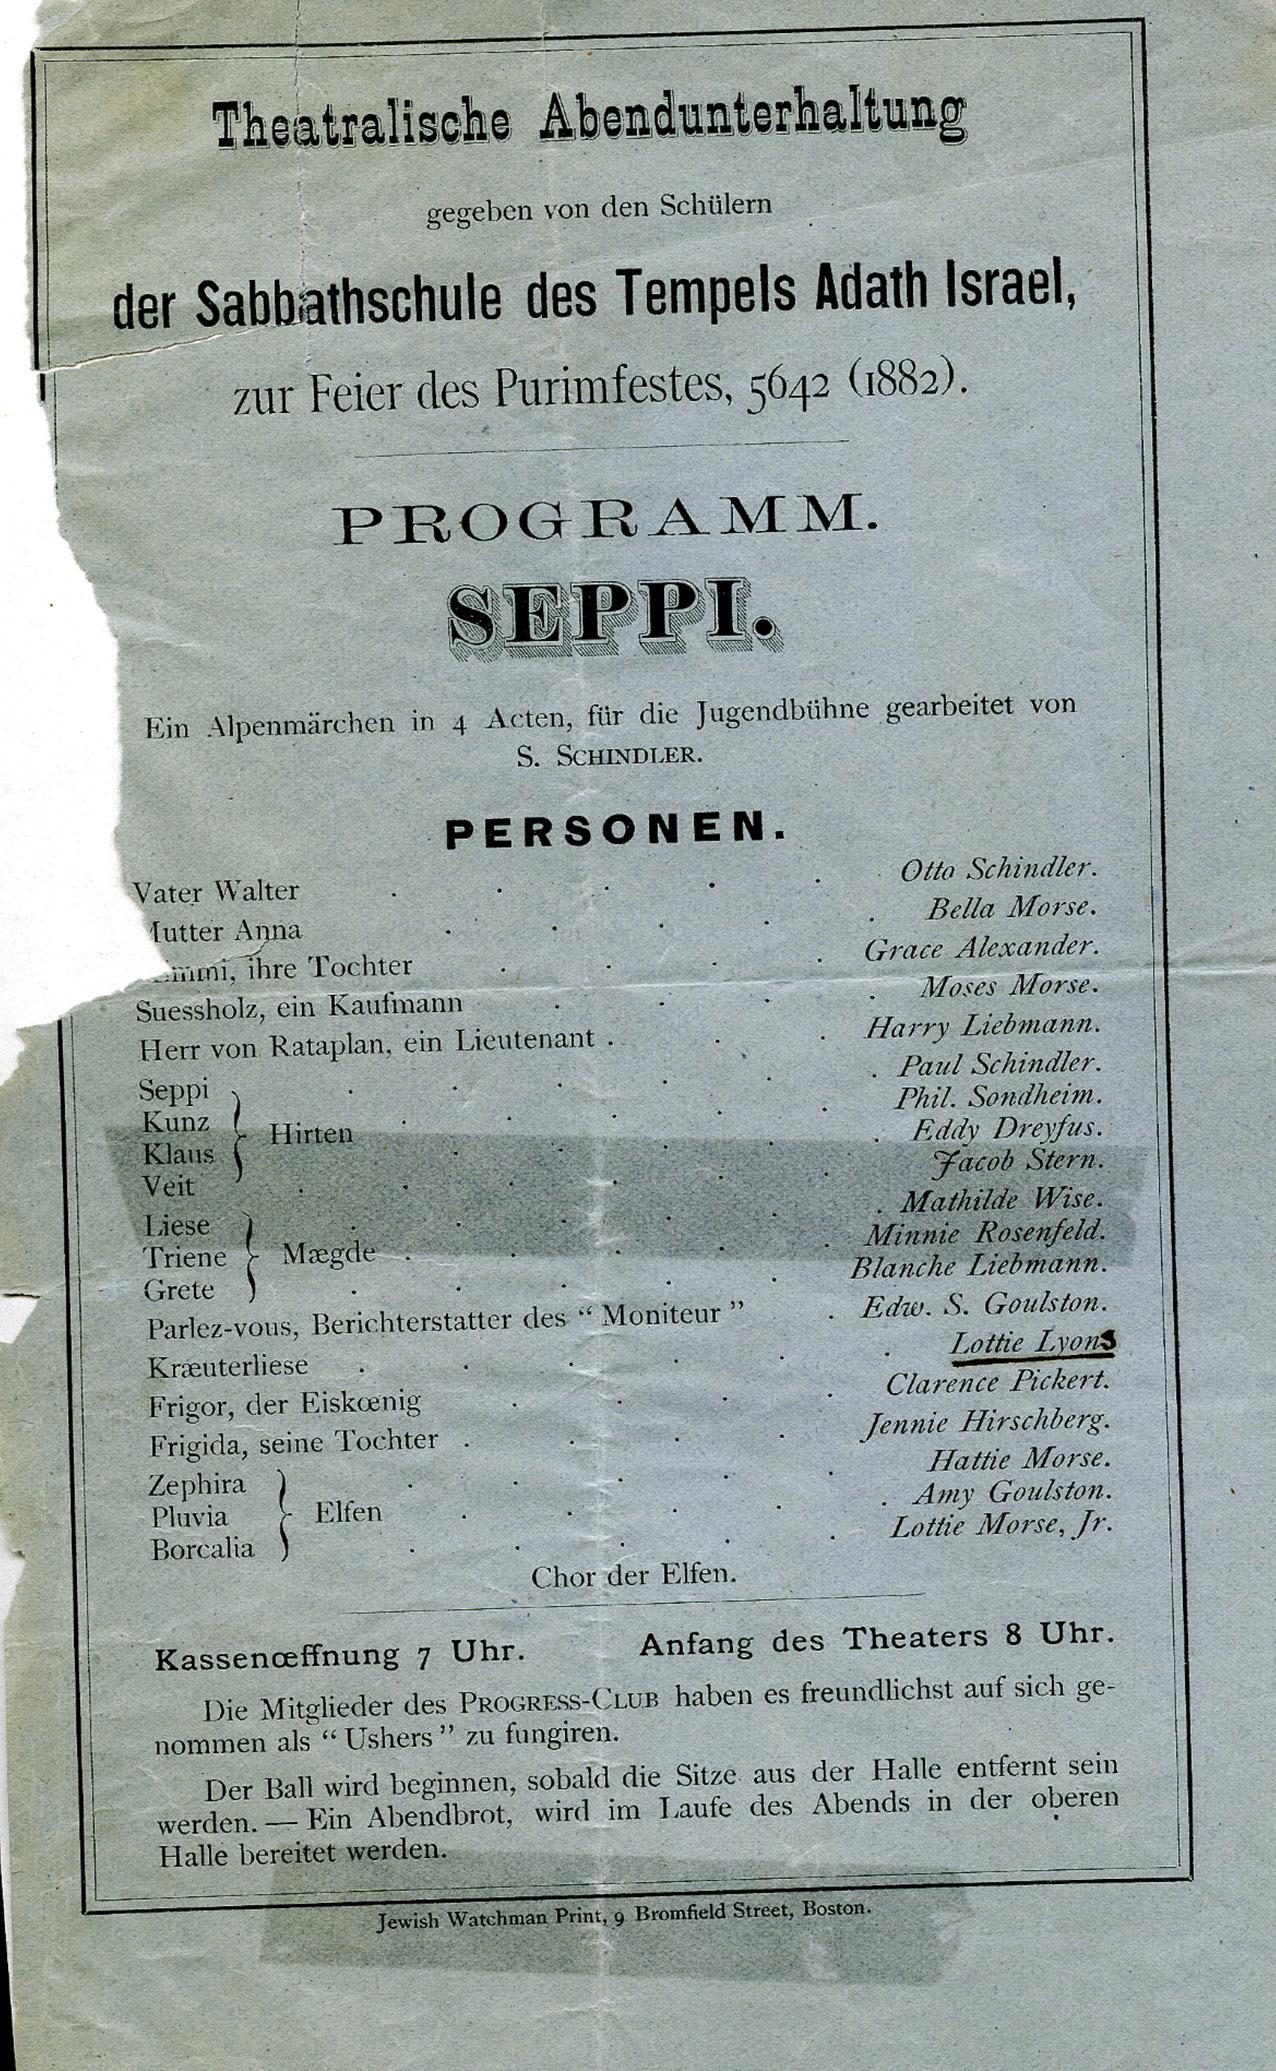 Theatralische Abendunterhaltung
gegeben von den Schülern
der Sabbathschule des Tempels Adath Israel,
zur Feier des Purimfestes, 5642 (1882).
PROGRAMM.
SEPPI.
Ein Alpenmärchen in 4 Acten, für die Jugendbühne gearbeitet von
S. SCHINDLER.
PERSONEN.
Vater Walter . . . . . Otto Schindler.
Mutter Anna . . . . . Bella Morse.
ihre Tochter . . . . Grace Alexander.
Suessholz, ein Kaufmann . . . . Moses Morse.
Herr von Rataplan, ein Lieutenant . . . Harry Liebmann.
Seppi . . . . . . Paul Schindler.
Kunz . . . . . Phil. Sondheim.
Hirten
Klaus . . . . . Eddy Dreyfus.
Veit . . . . . . Jacob Stern.
Liese . . . . . . Mathilde Wise.
Triene } Mægde . . . . . Minnie Rosenfeld.
Grete . . . . . Blanche Liebmann.
Parlez-vous, Berichterstatter des “ Moniteur ” . Edw. S. Goulston.
Kræuterliese . . . . . . Lottie Lyons
Frigor, der Eiskœnig . . . . Clarence Pickert.
Frigida, seine Tochter . . . . Jennie Hirschberg.
Zephira . . . . . Hattie Morse.
Pluvia } Elfen . . . . . Amy Goulston.
Borcalia . . . . . Lottie Morse, Jr.
Chor der Elfen.
Kassenœffnung 7 Uhr. Anfang des Theaters 8 Uhr.
Die Mitglieder des PROGRESS-CLUB haben es freundlichst auf sich ge-
nommen als “ Ushers ” zu fungiren.
Der Ball wird beginnen, sobald die Sitze aus der Halle entfernt sein
werden. — Ein Abendbrot, wird im Laufe des Abends in der oberen
Halle bereitet werden.
Jewish Watchman Print, 9 Bromfield Street, Boston.